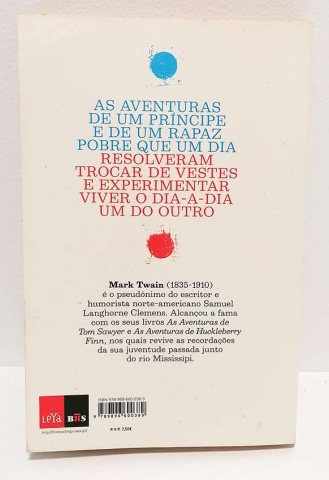 AS AVENTURAS
DE UM PRÍNCIPE
E DE UM RAPAZ
POBRE QUE UM DIA
RESOLVERAM
TROCAR DE VESTES
E EXPERIMENTAR
VIVER O DIA-A-DIA
UM DO OUTRO
Mark Twain (1835-1910)
é o pseudónimo do escritor e
humorista norte-americano Samuel
Langhorne Clemens. Alcançou a fama
com os seus livros As Aventuras de
Tom Sawyer e As Aventuras de Huckleberry
Finn, nos quais revive as recordações
da sua juventude passada junto
do rio Mississípi.
LEYA
BIIS
P.V.P. 7,50€